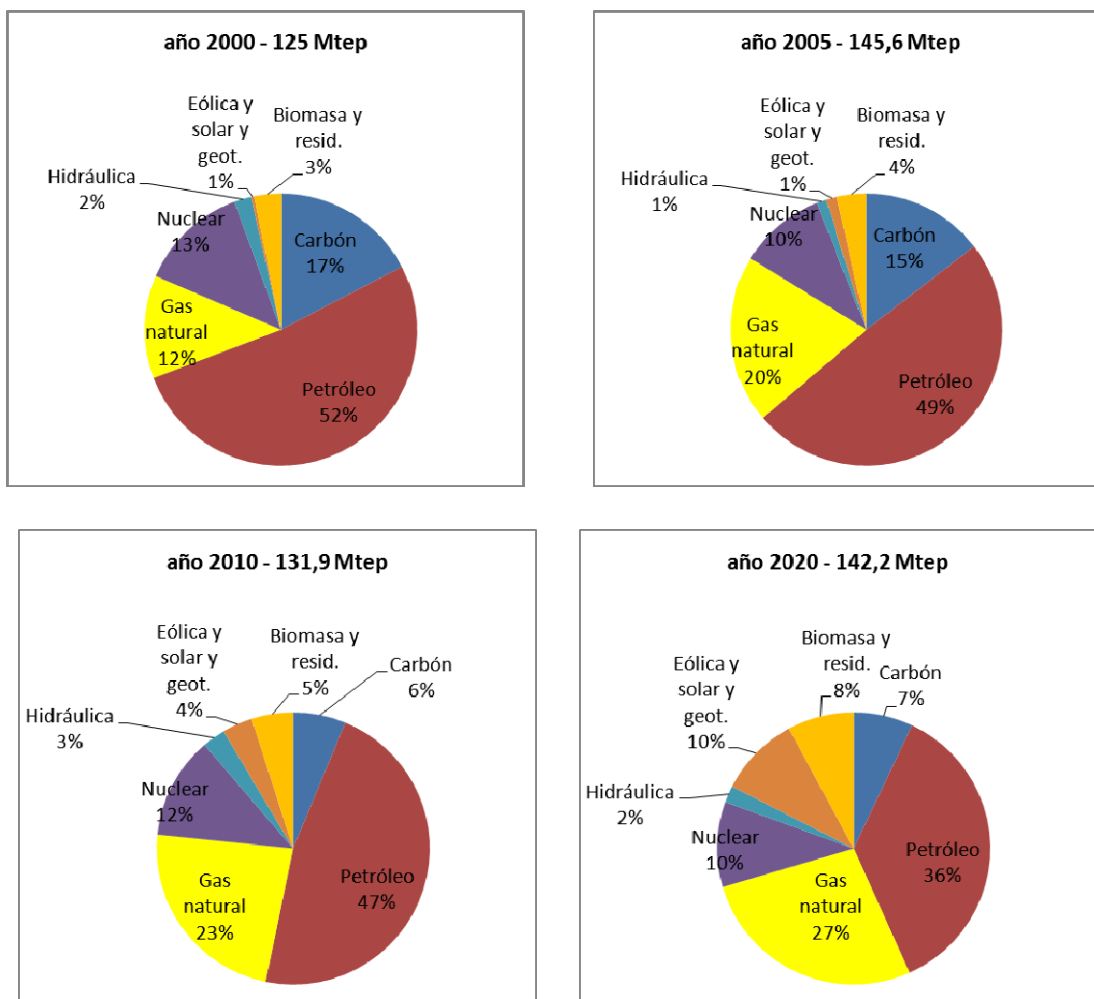 año 2000 - 125 Mtep
Eólica y
solar y
geot.
1%
Biomasa y
resid.
3%
Hidráulica
2%
Nuclear
13%
Carbón
17%
Gas
natural
12%
Petróleo
52%
año 2005 - 145,6 Mtep
Eólica y
solar y
geot.
1%
Biomasa y
resid.
4%
Hidráulica
1%
Nuclear
10%
Carbón
15%
Gas
natural
20%
Petróleo
49%
año 2010 - 131,9 Mtep
Eólica y
solar y
geot.
4%
Biomasa y
resid.
5%
Carbón
6%
Hidráulica
3%
Nuclear
12%
Petróleo
47%
Gas
natural
23%
año 2020 - 142,2 Mtep
Eólica y
solar y
geot.
10%
Biomasa y
resid.
8%
Carbón
7%
Hidráulica
2%
Nuclear
10%
Petróleo
36%
Gas
natural
27%